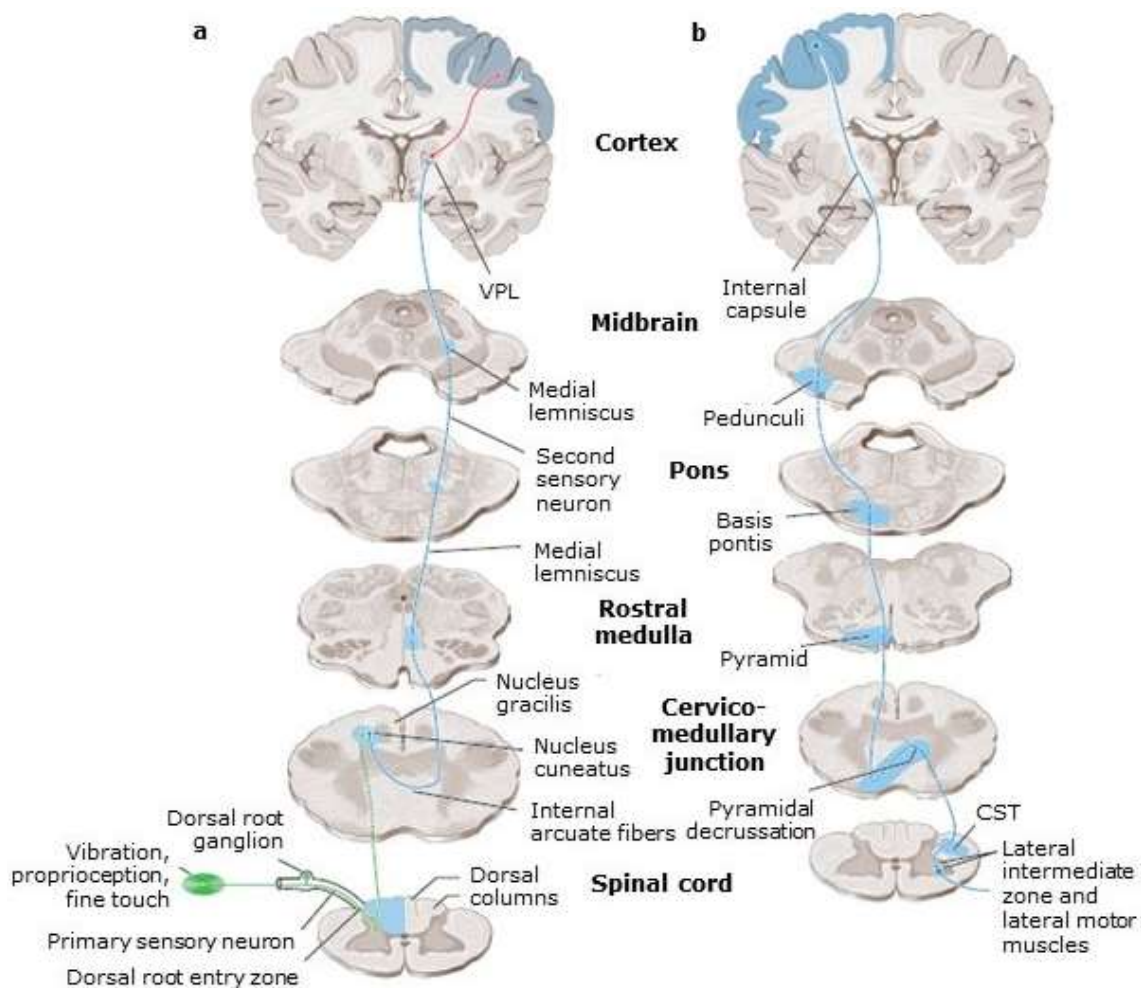 a
b
Cortex
VPL
Internal
capsule
Midbrain
Medial
lemniscus
Pedunculi
Second
sensory
neuron
Pons
Basis
pontis
Medial
lemniscus
Rostral
medulla
Pyramid
Nucleus
gracilis
Cervico-
medullary
junction
Nucleus
cuneatus
Internal
arcuate fibers
Pyramidal
decrussation
CST
Dorsal root
ganglion
Vibration,
proprioception,
fine touch
Dorsal
columns
Spinal cord
Lateral
intermediate
zone and
lateral motor
muscles
Primary sensory neuron
Dorsal root entry zone